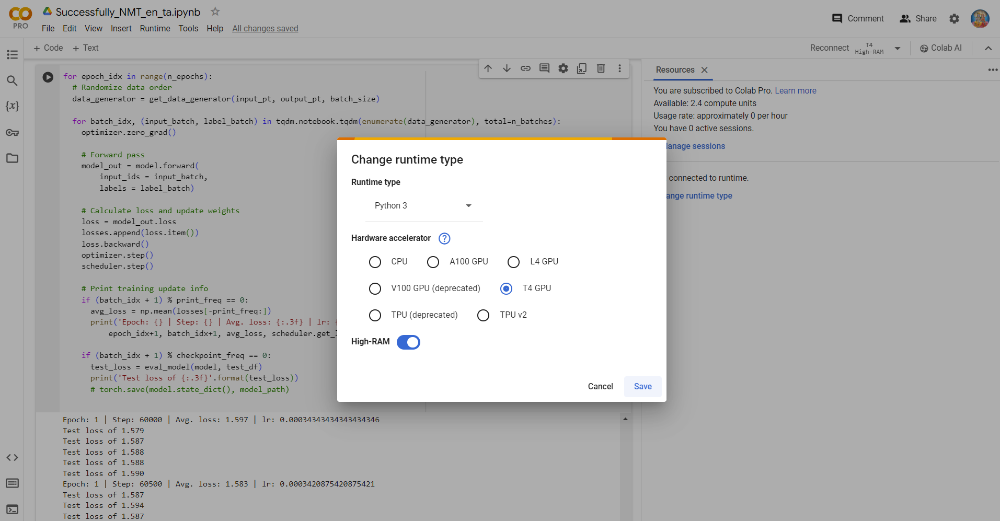 Successfully_NMT_en_ta.ipynb
PRO
File Edit View Insert Runtime Tools Help All changes saved
Comment Share
+ Code + Text
Reconnect T4 High-RAM Colab AI
for epoch_idx in range(n_epochs):
# Randomize data order
data_generator = get_data_generator(input_pt, output_pt, batch_size)
for batch_idx, (input_batch, label_batch) in tqdm.notebook.tqdm(enumerate(data_generator), total=n_batches):
optimizer.zero_grad()
# Forward pass
model_out = model.forward(
input_ids = input_batch,
labels = label_batch)
# Calculate loss and update weights
loss = model_out.loss
losses.append(loss.item())
loss.backward()
optimizer.step()
scheduler.step()
# Print training update info
if (batch_idx + 1) % print_freq == 0:
avg_loss = np.mean(losses[-print_freq:])
print('Epoch: {} | Step: {} | Avg. loss: {:.3f} | lr: {
epoch_idx+1, batch_idx+1, avg_loss, scheduler.get_l
if (batch_idx + 1) % checkpoint_freq == 0:
test_loss = eval_model(model, test_df)
print('Test loss of {:.3f}'.format(test_loss))
# torch.save(model.state_dict(), model_path)
Epoch: 1 | Step: 60000 | Avg. loss: 1.597 | lr: 0.00034343434343434346
Test loss of 1.579
Test loss of 1.587
Test loss of 1.588
Test loss of 1.588
Test loss of 1.590
Epoch: 1 | Step: 60500 | Avg. loss: 1.583 | lr: 0.0003420875420875421
Test loss of 1.587
Test loss of 1.594
Test loss of 1.587
Change runtime type
Runtime type
Python 3
Hardware accelerator ?
CPU A100 GPU L4 GPU
V100 GPU (deprecated) T4 GPU
TPU (deprecated) TPU v2
High-RAM
Cancel Save
Resources
You are subscribed to Colab Pro. Learn more
Available: 2.4 compute units
Usage rate: approximately 0 per hour
You have 0 active sessions.
anage sessions
connected to runtime.
ange runtime type